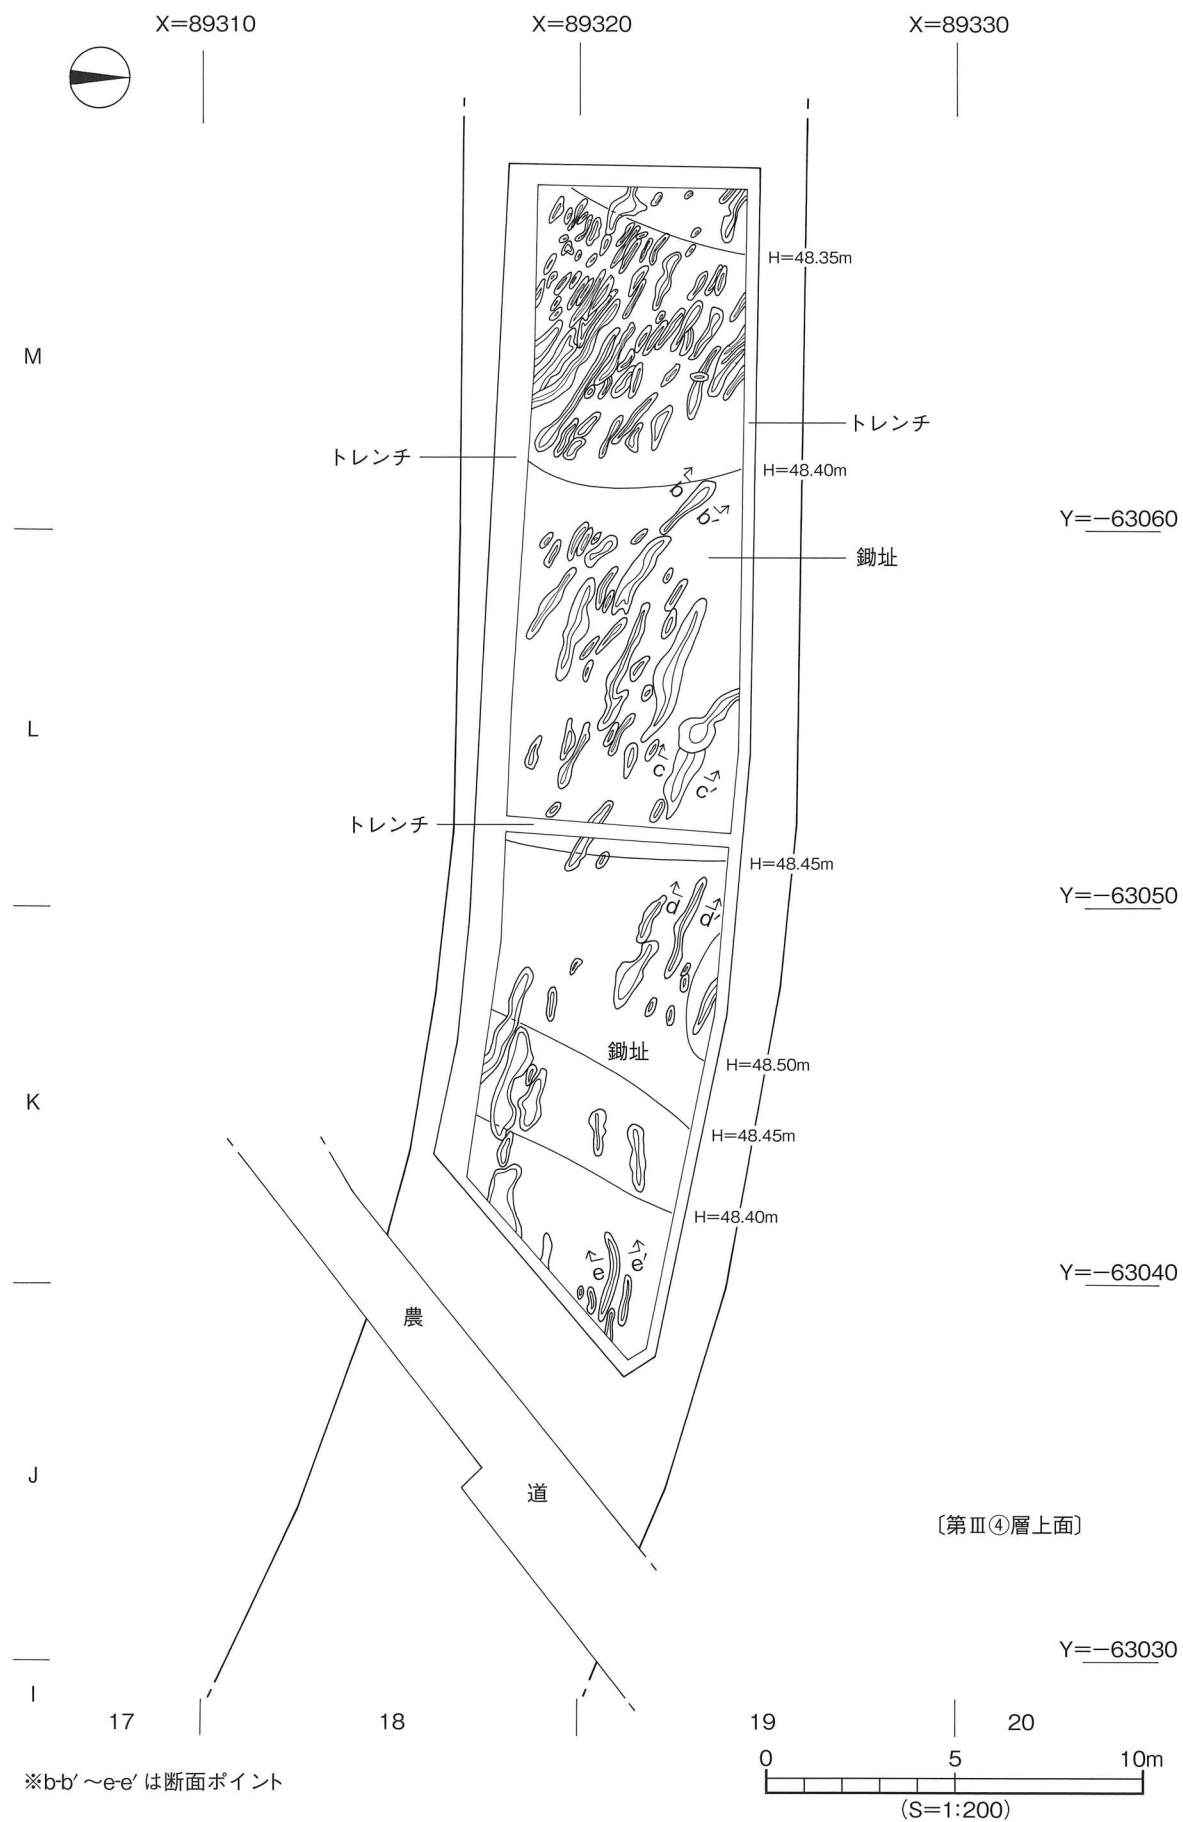 X=89310
X=89320
X=89330
H=48.35m
M
トレンチ
トレンチ
H=48.40m
b
b′
Y=−63060
鋤址
L
c
c′
トレンチ
H=48.45m
Y=−63050
d
d′
鋤址
H=48.50m
K
H=48.45m
H=48.40m
e
e′
Y=−63040
農
J
道
〔第Ⅲ④層上面〕
Y=−63030
I
17
18
19
20
0
5
10m
※b-b′～e-e′は断面ポイント
(S=1:200)